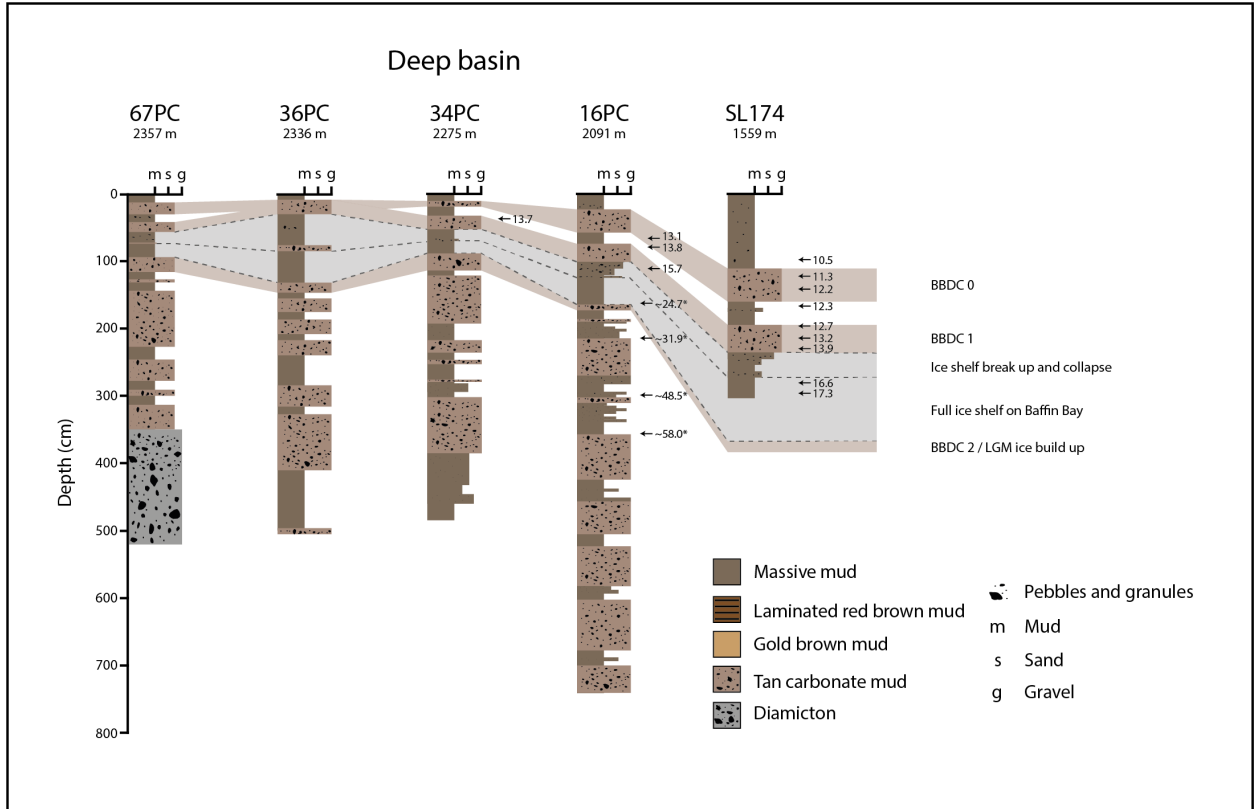 Deep basin
67PC 36PC 34PC 16PC SL174
2357 m 2336 m 2275 m 2091 m 1559 m
m s g m s g m s g m s g m s g
0
100
200
300
400
500
600
700
800
Depth (cm)
13.7
13.1
13.8
15.7
~24.7*
~31.9*
~48.5*
~58.0*
10.5
11.3
12.2
12.3
12.7
13.2
13.9
16.6
17.3
BBDC 0
BBDC 1
Ice shelf break up and collapse
Full ice shelf on Baffin Bay
BBDC 2 / LGM ice build up
Massive mud
Laminated red brown mud
Gold brown mud
Tan carbonate mud
Diamicton
Pebbles and granules
m Mud
s Sand
g Gravel